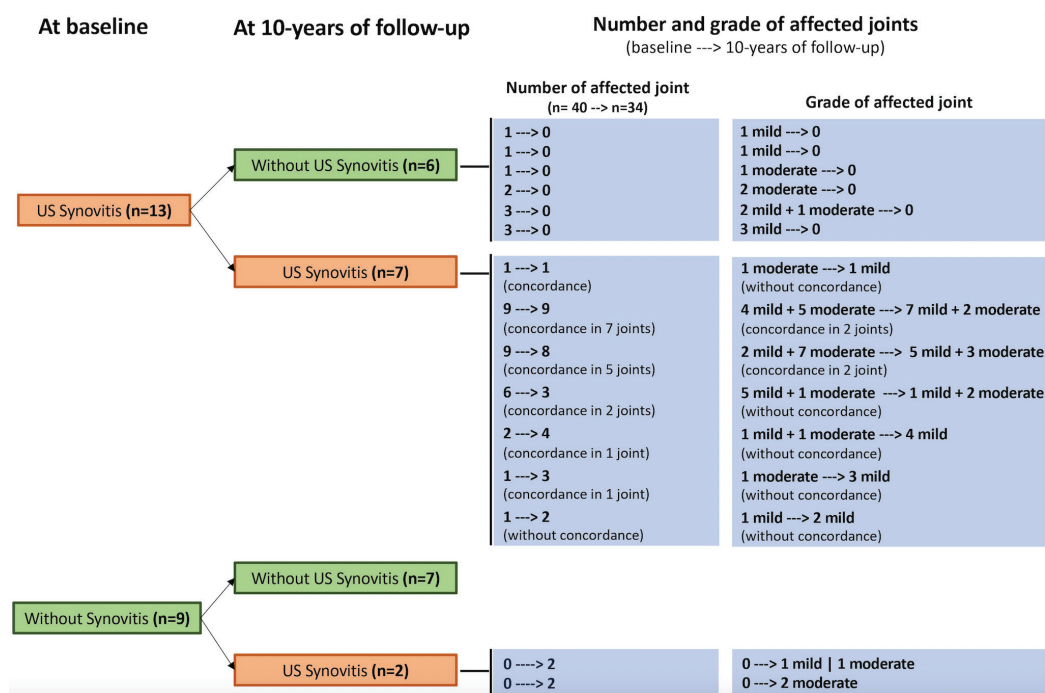 At baseline
At 10-years of follow-up
Number and grade of affected joints
(baseline ---> 10-years of follow-up)
Number of affected joint
(n= 40 --> n=34)
Grade of affected joint
US Synovitis (n=13)
Without US Synovitis (n=6)
1 ---> 0
1 ---> 0
1 ---> 0
2 ---> 0
3 ---> 0
3 ---> 0
1 mild ---> 0
1 mild ---> 0
1 moderate ---> 0
2 moderate ---> 0
2 mild + 1 moderate ---> 0
3 mild ---> 0
US Synovitis (n=7)
1 ---> 1
(concordance)
9 ---> 9
(concordance in 7 joints)
9 ---> 8
(concordance in 5 joints)
6 ---> 3
(concordance in 2 joints)
2 ---> 4
(concordance in 1 joint)
1 ---> 3
(concordance in 1 joint)
1 ---> 2
(without concordance)
1 moderate ---> 1 mild
(without concordance)
4 mild + 5 moderate ---> 7 mild + 2 moderate
(concordance in 2 joints)
2 mild + 7 moderate ---> 5 mild + 3 moderate
(concordance in 2 joint)
5 mild + 1 moderate ---> 1 mild + 2 moderate
(without concordance)
1 mild + 1 moderate ---> 4 mild
(without concordance)
1 moderate ---> 3 mild
(without concordance)
1 mild ---> 2 mild
(without concordance)
Without Synovitis (n=9)
Without US Synovitis (n=7)
US Synovitis (n=2)
0 ----> 2
0 ----> 2
0 ---> 1 mild | 1 moderate
0 ---> 2 moderate